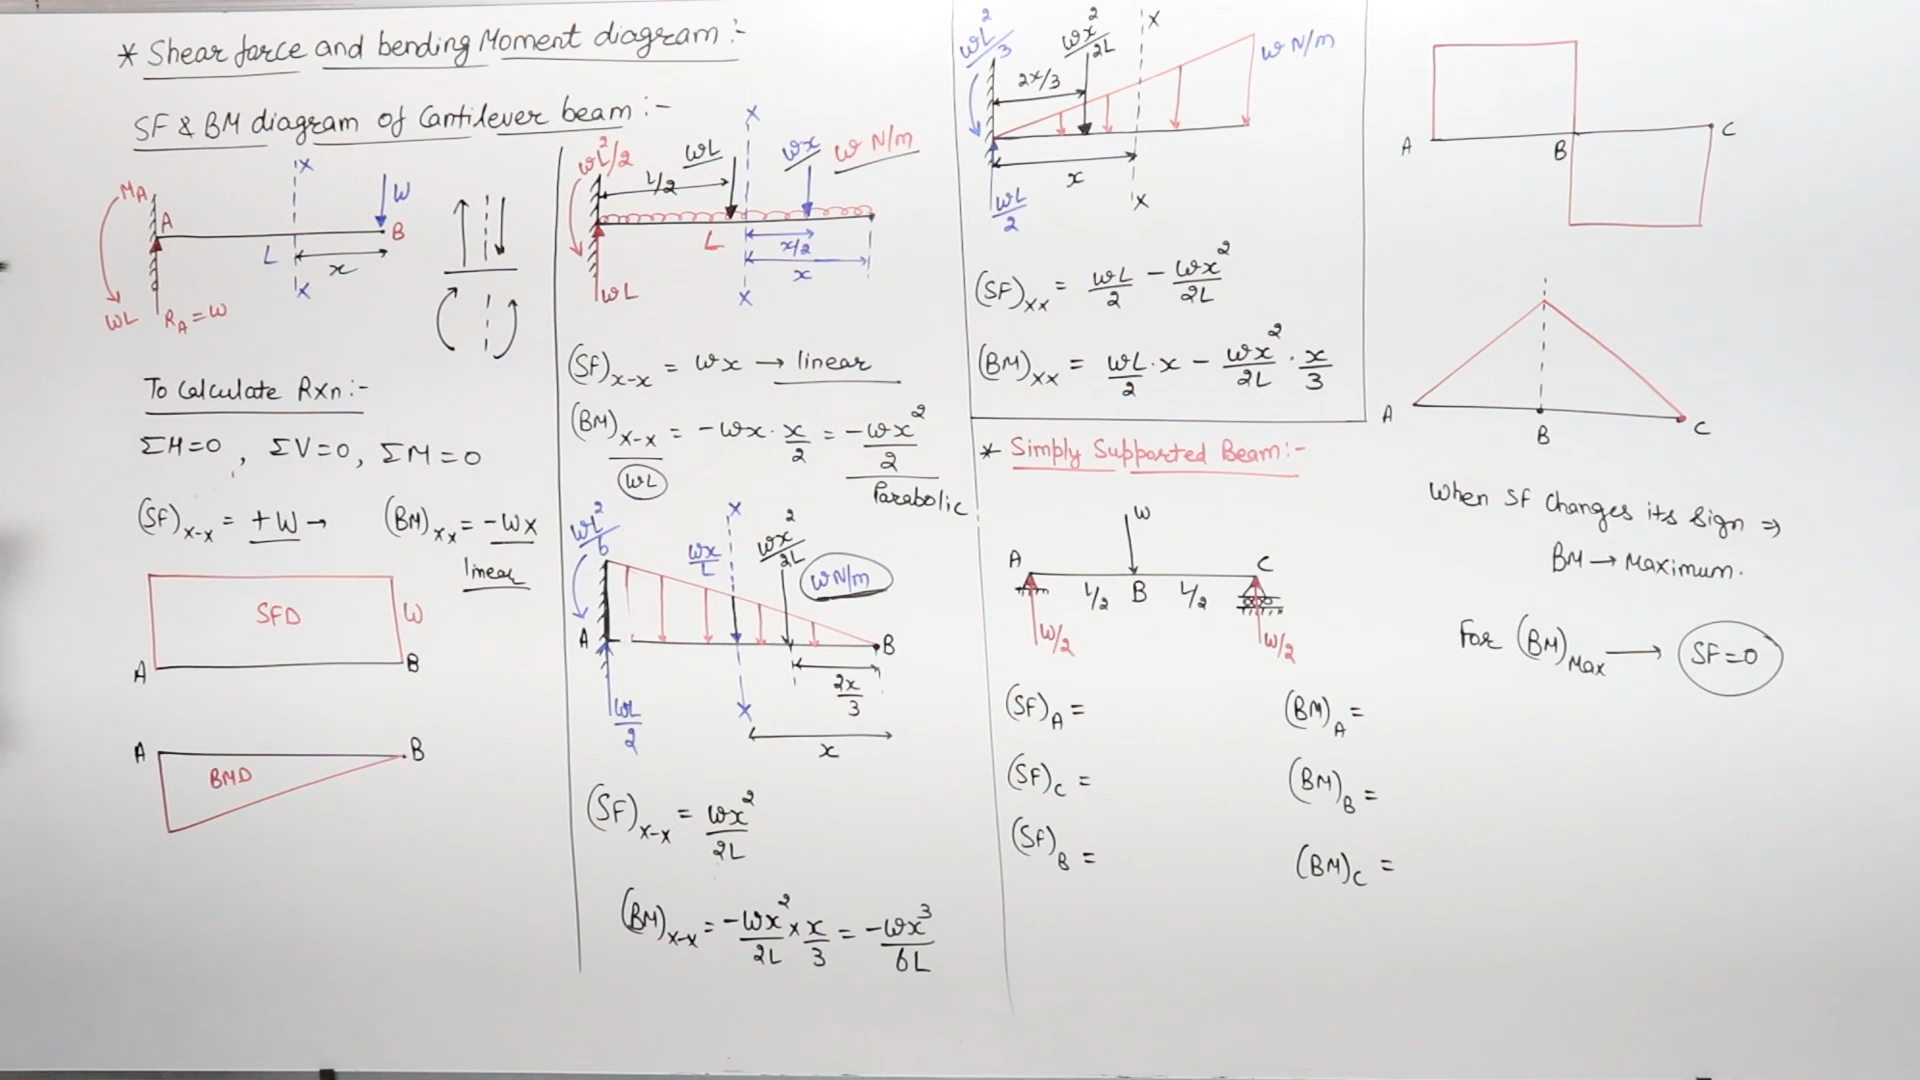 * Shear force and bending Moment diagram :-
SF & BM diagram of Cantilever beam :-
MA
A
X
W
B
L
x
X
WL
RA = W
To Calculate Rxn :-
ΣH=0 , ΣV=0, ΣM=0
(SF)x-x = +W → (BM)xx = -Wx
linear
SFD
W
A
B
A
B
BMD
wL²/2
wL
X
wx
w N/m
L/2
L
x/2
x
wL
X
(SF)x-x = wx → linear
(BM)x-x = -wx · x/2 = -wx²/2
wL
Parabolic
wL²/6
wx/L
X
wx²/2L
w N/m
A
B
2x/3
wL/2
X
x
(SF)x-x = wx²/2L
(BM)x-x = -wx²/2L × x/3 = -wx³/6L
wL²/3
wx²/2L
X
w N/m
2x/3
x
X
wL/2
(SF)xx = wL/2 - wx²/2L
(BM)xx = wL/2 · x - wx²/2L · x/3
* Simply Supported Beam :-
W
A
C
L/2
B
L/2
W/2
W/2
(SF)A =
(BM)A =
(SF)C =
(BM)B =
(SF)B =
(BM)C =
A
B
C
A
B
C
When SF Changes its Sign ⇒
BM → Maximum.
For (BM)Max → SF=0